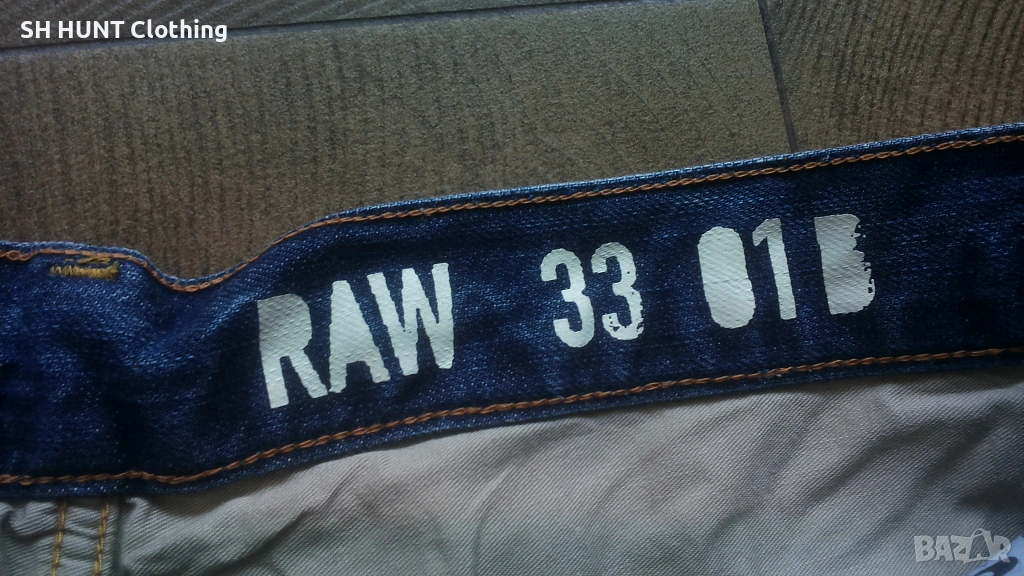 SH HUNT Clothing
RAW 33 01 B
BAZAR